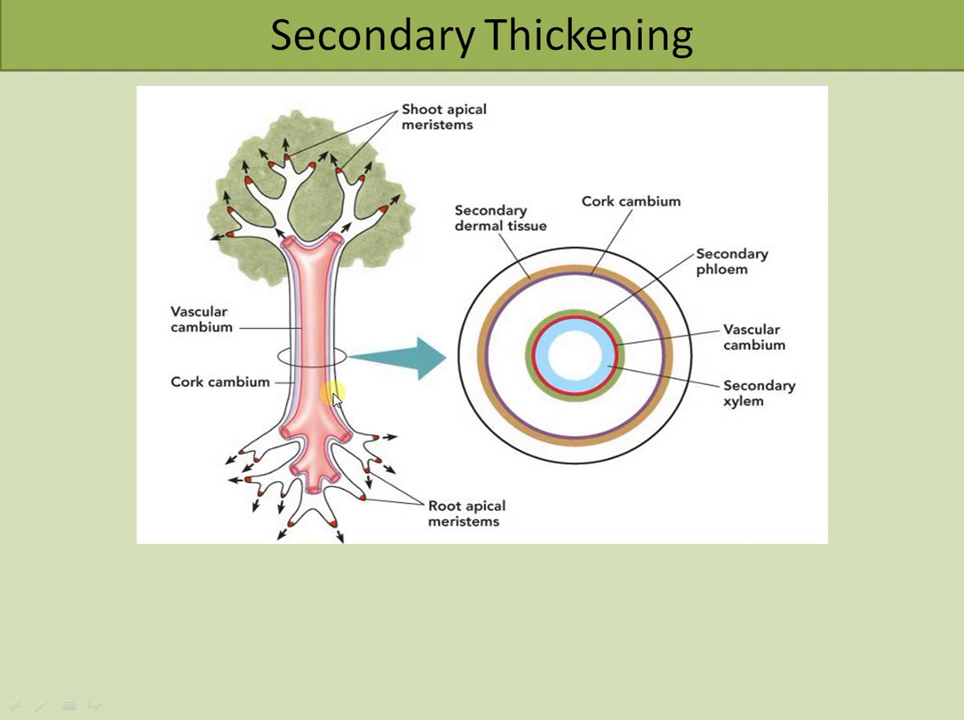 Secondary Thickening
Shoot apical
meristems
Cork cambium
Secondary
dermal tissue
Secondary
phloem
Vascular
cambium
Vascular
cambium
Cork cambium
Secondary
xylem
Root apical
meristems